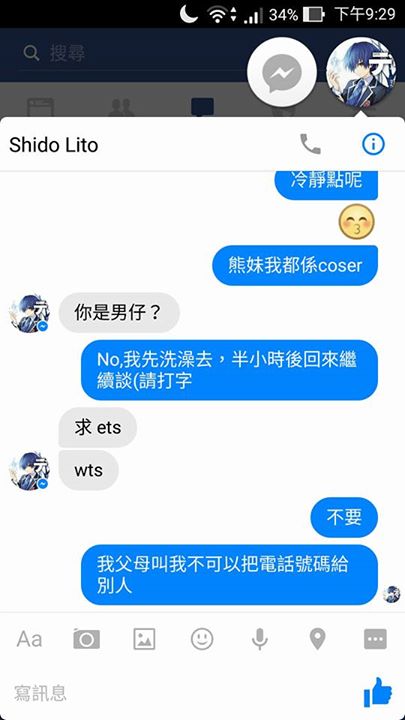 34% 下午9:29
搜尋
元
Shido Lito
冷靜點呢
熊妹我都係coser
你是男仔？
No,我先洗澡去，半小時後回來繼
續談(請打字
求 ets
wts
不要
我父母叫我不可以把電話號碼給
別人
Aa
寫訊息